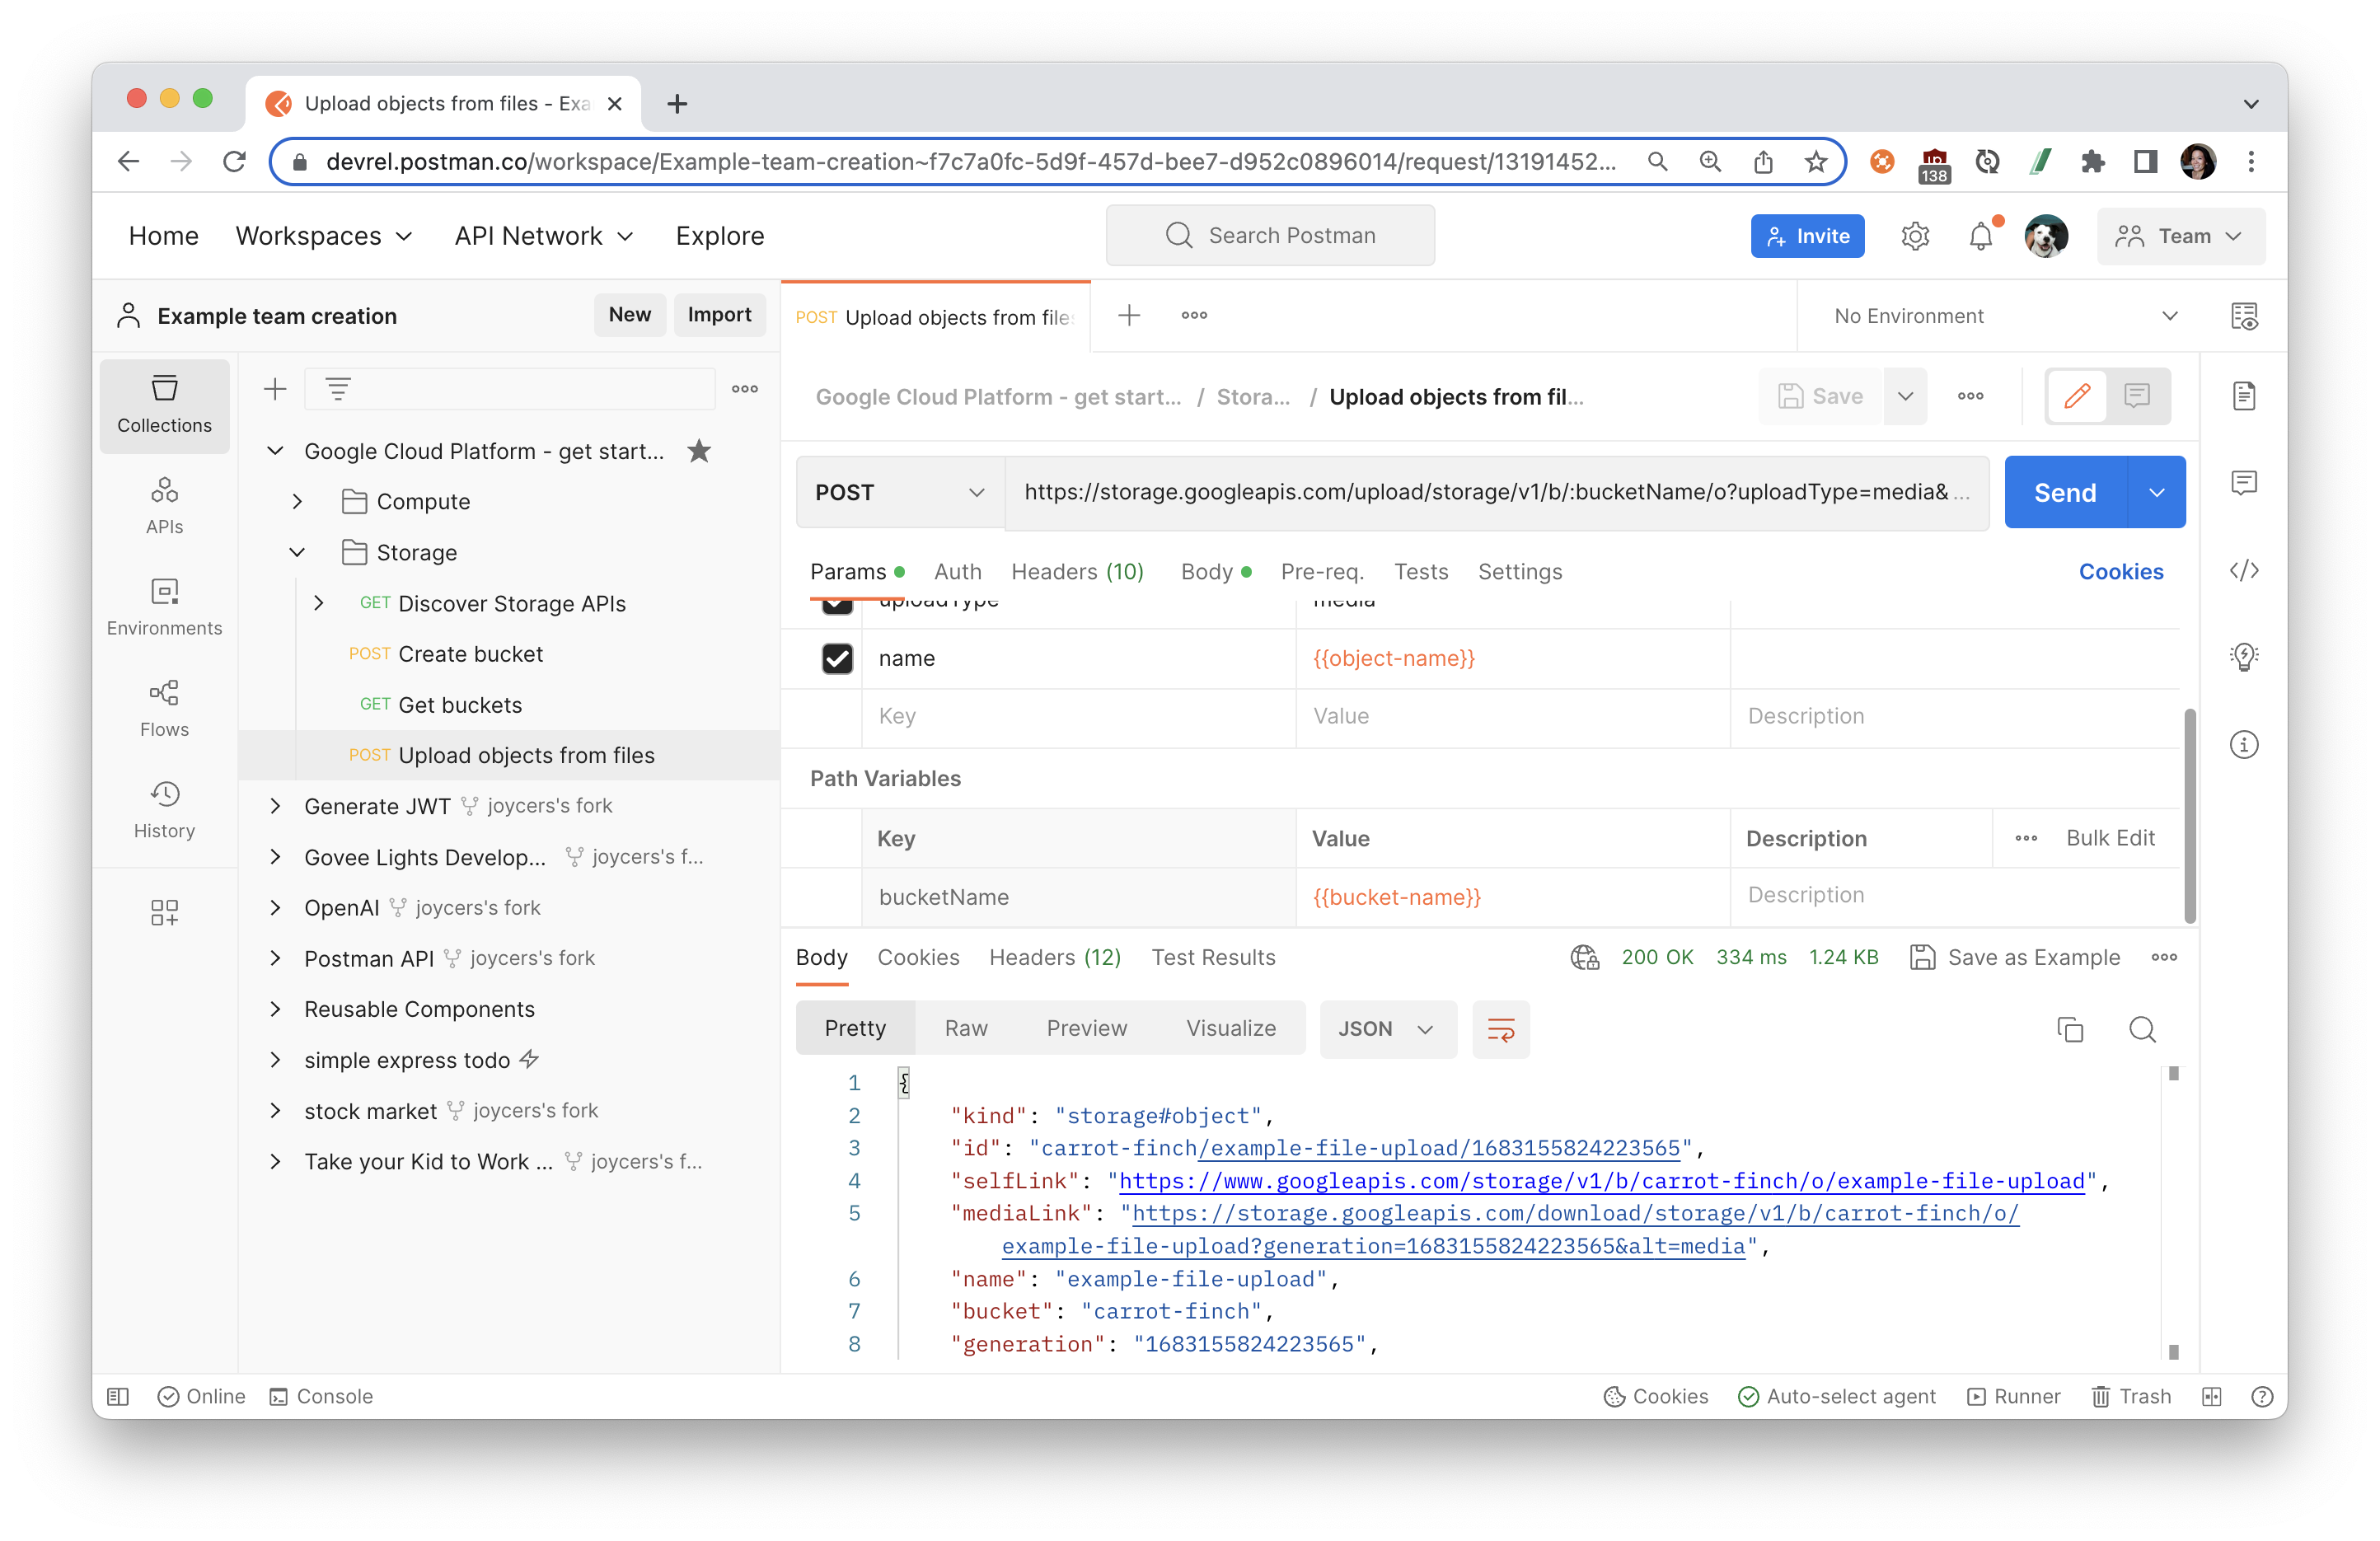 Upload objects from files - Exa
devrel.postman.co/workspace/Example-team-creation~f7c7a0fc-5d9f-457d-bee7-d952c0896014/request/13191452...
138
Home
Workspaces
API Network
Explore
Search Postman
Invite
Team
Example team creation
New
Import
POST Upload objects from file
No Environment
Collections
APIs
Environments
Flows
History
Google Cloud Platform - get start...
Compute
Storage
GET Discover Storage APIs
POST Create bucket
GET Get buckets
POST Upload objects from files
Generate JWT joycers's fork
Govee Lights Develop... joycers's f...
OpenAI joycers's fork
Postman API joycers's fork
Reusable Components
simple express todo
stock market joycers's fork
Take your Kid to Work ... joycers's f...
Google Cloud Platform - get start... / Stora... / Upload objects from fil...
Save
POST
https://storage.googleapis.com/upload/storage/v1/b/:bucketName/o?uploadType=media& ...
Send
Params Auth Headers (10) Body Pre-req. Tests Settings
Cookies
uploadType media
name {{object-name}}
Key Value Description
Path Variables
Key Value Description Bulk Edit
bucketName {{bucket-name}} Description
Body Cookies Headers (12) Test Results
200 OK 334 ms 1.24 KB Save as Example
Pretty Raw Preview Visualize JSON
1 {
2 "kind": "storage#object",
3 "id": "carrot-finch/example-file-upload/1683155824223565",
4 "selfLink": "https://www.googleapis.com/storage/v1/b/carrot-finch/o/example-file-upload",
5 "mediaLink": "https://storage.googleapis.com/download/storage/v1/b/carrot-finch/o/
example-file-upload?generation=1683155824223565&alt=media",
6 "name": "example-file-upload",
7 "bucket": "carrot-finch",
8 "generation": "1683155824223565",
Online
Console
Cookies
Auto-select agent
Runner
Trash